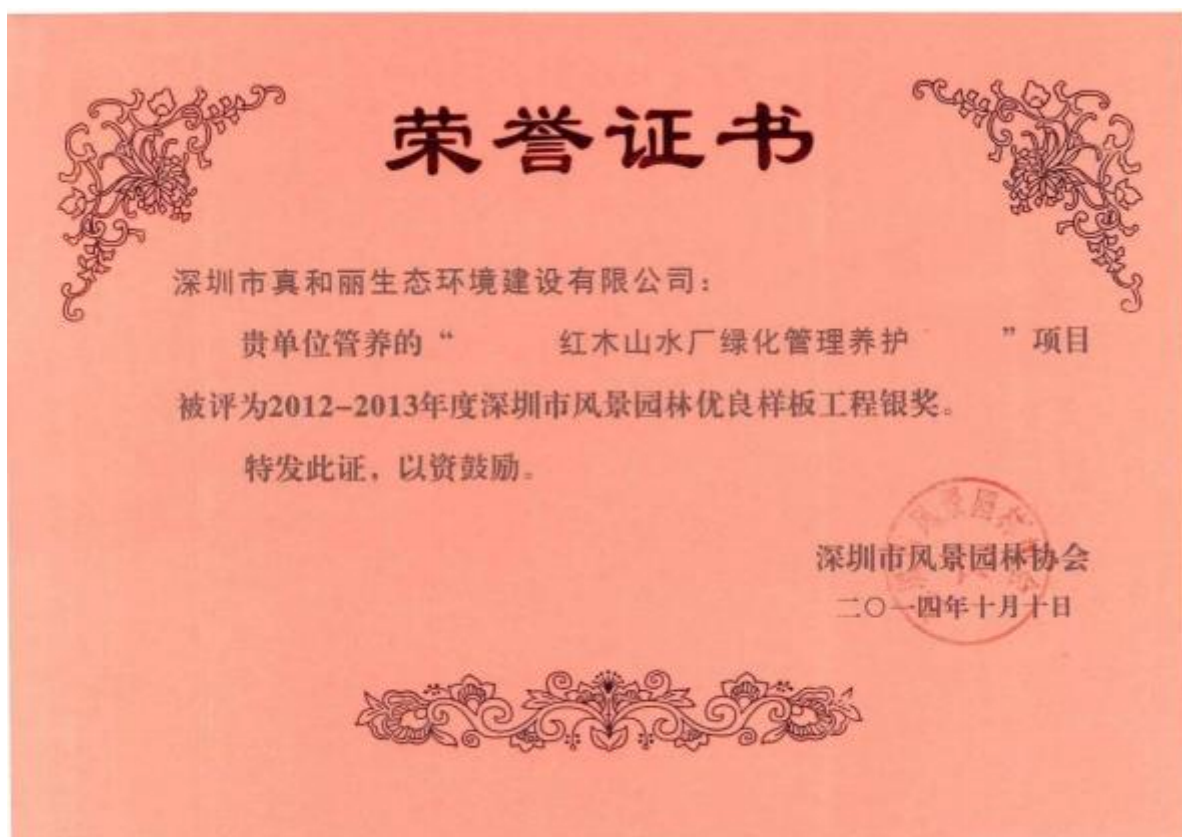 荣誉证书
深圳市真和丽生态环境建设有限公司：
贵单位管养的“ 红木山水厂绿化管理养护 ”项目
被评为2012-2013年度深圳市风景园林优良样板工程银奖。
特发此证，以资鼓励。
深圳市风景园林协会
二〇一四年十月十日